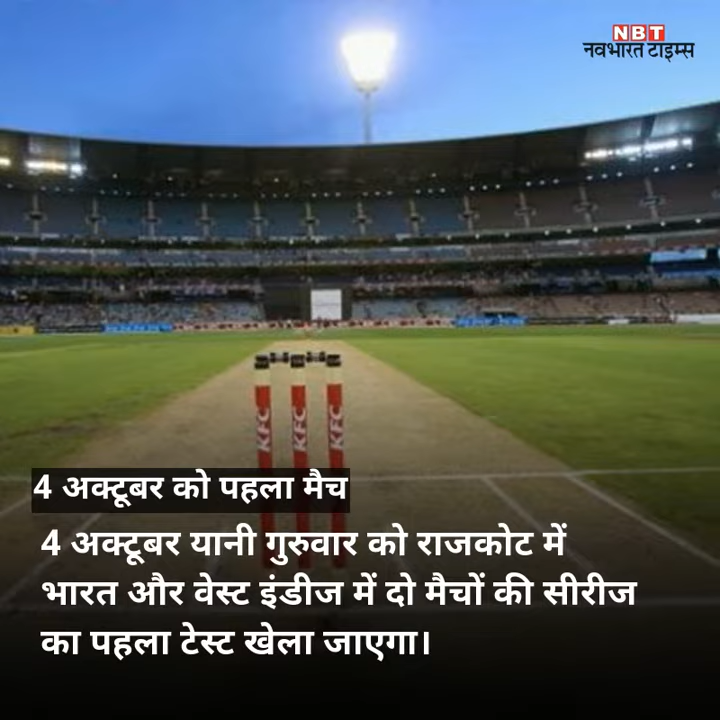 NBT
नवभारत टाइम्स
KFC KFC KFC
4 अक्टूबर को पहला मैच
4 अक्टूबर यानी गुरुवार को राजकोट में
भारत और वेस्ट इंडीज में दो मैचों की सीरीज
का पहला टेस्ट खेला जाएगा।